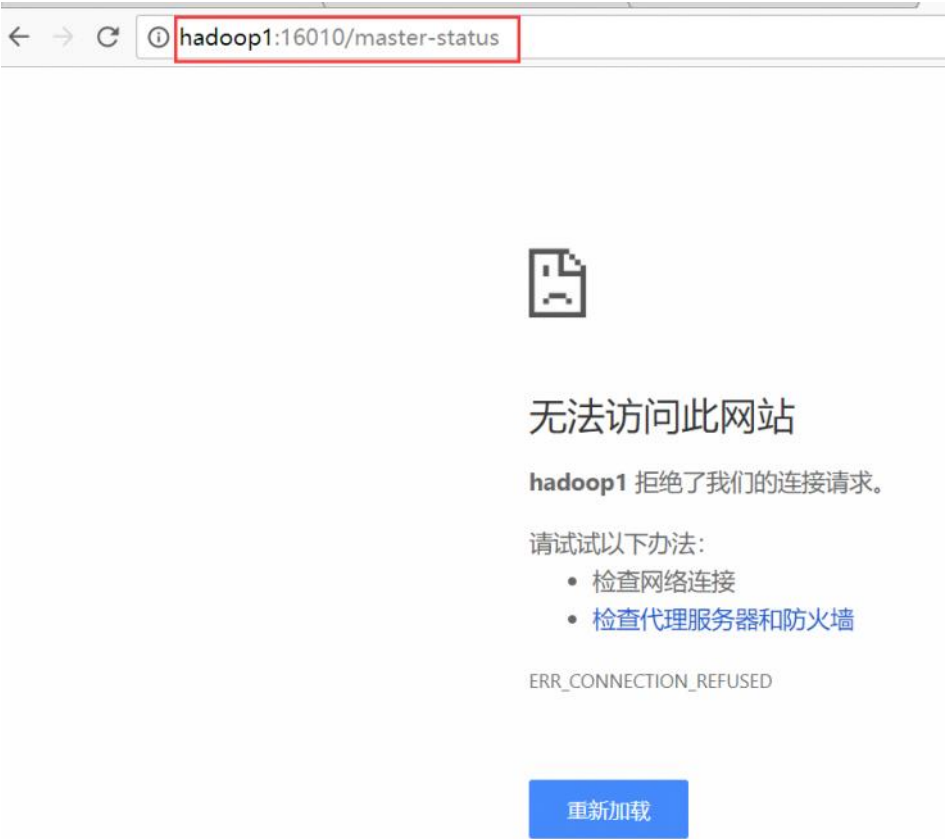 hadoop1:16010/master-status
无法访问此网站
hadoop1 拒绝了我们的连接请求。
请试试以下办法：
检查网络连接
检查代理服务器和防火墙
ERR_CONNECTION_REFUSED
重新加载